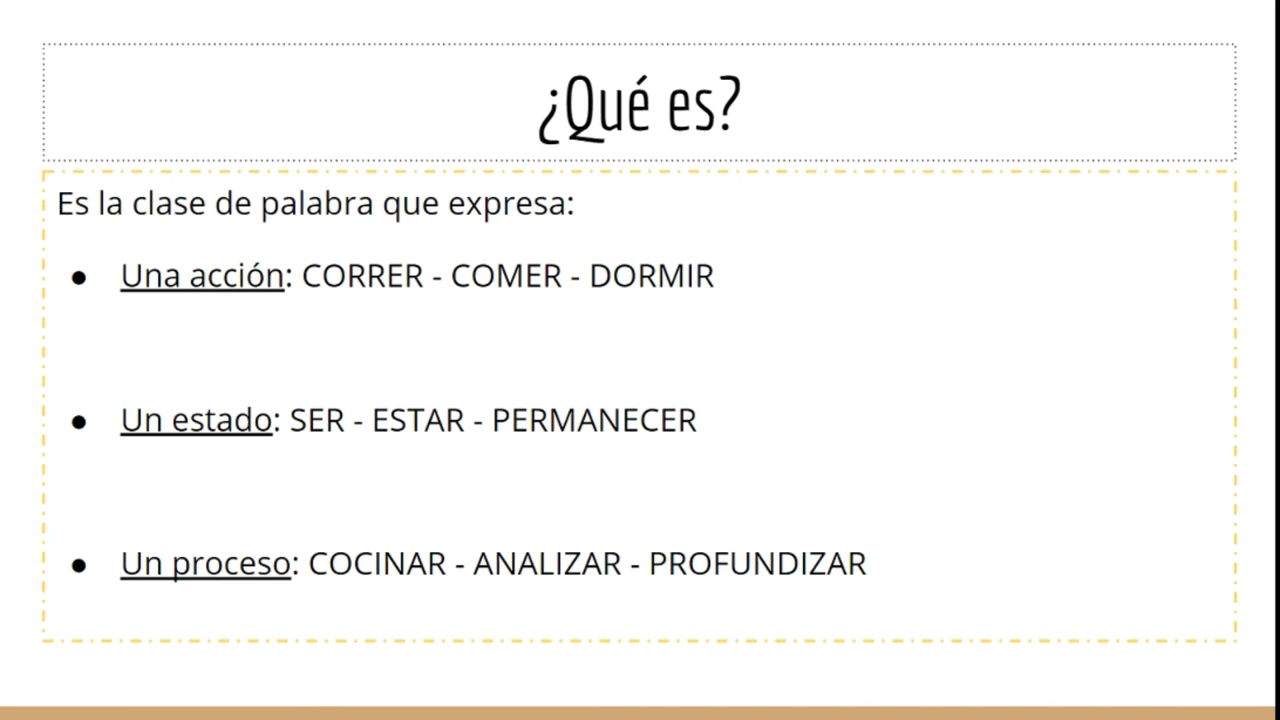 ¿Qué es?
Es la clase de palabra que expresa:
● Una acción: CORRER - COMER - DORMIR
● Un estado: SER - ESTAR - PERMANECER
● Un proceso: COCINAR - ANALIZAR - PROFUNDIZAR